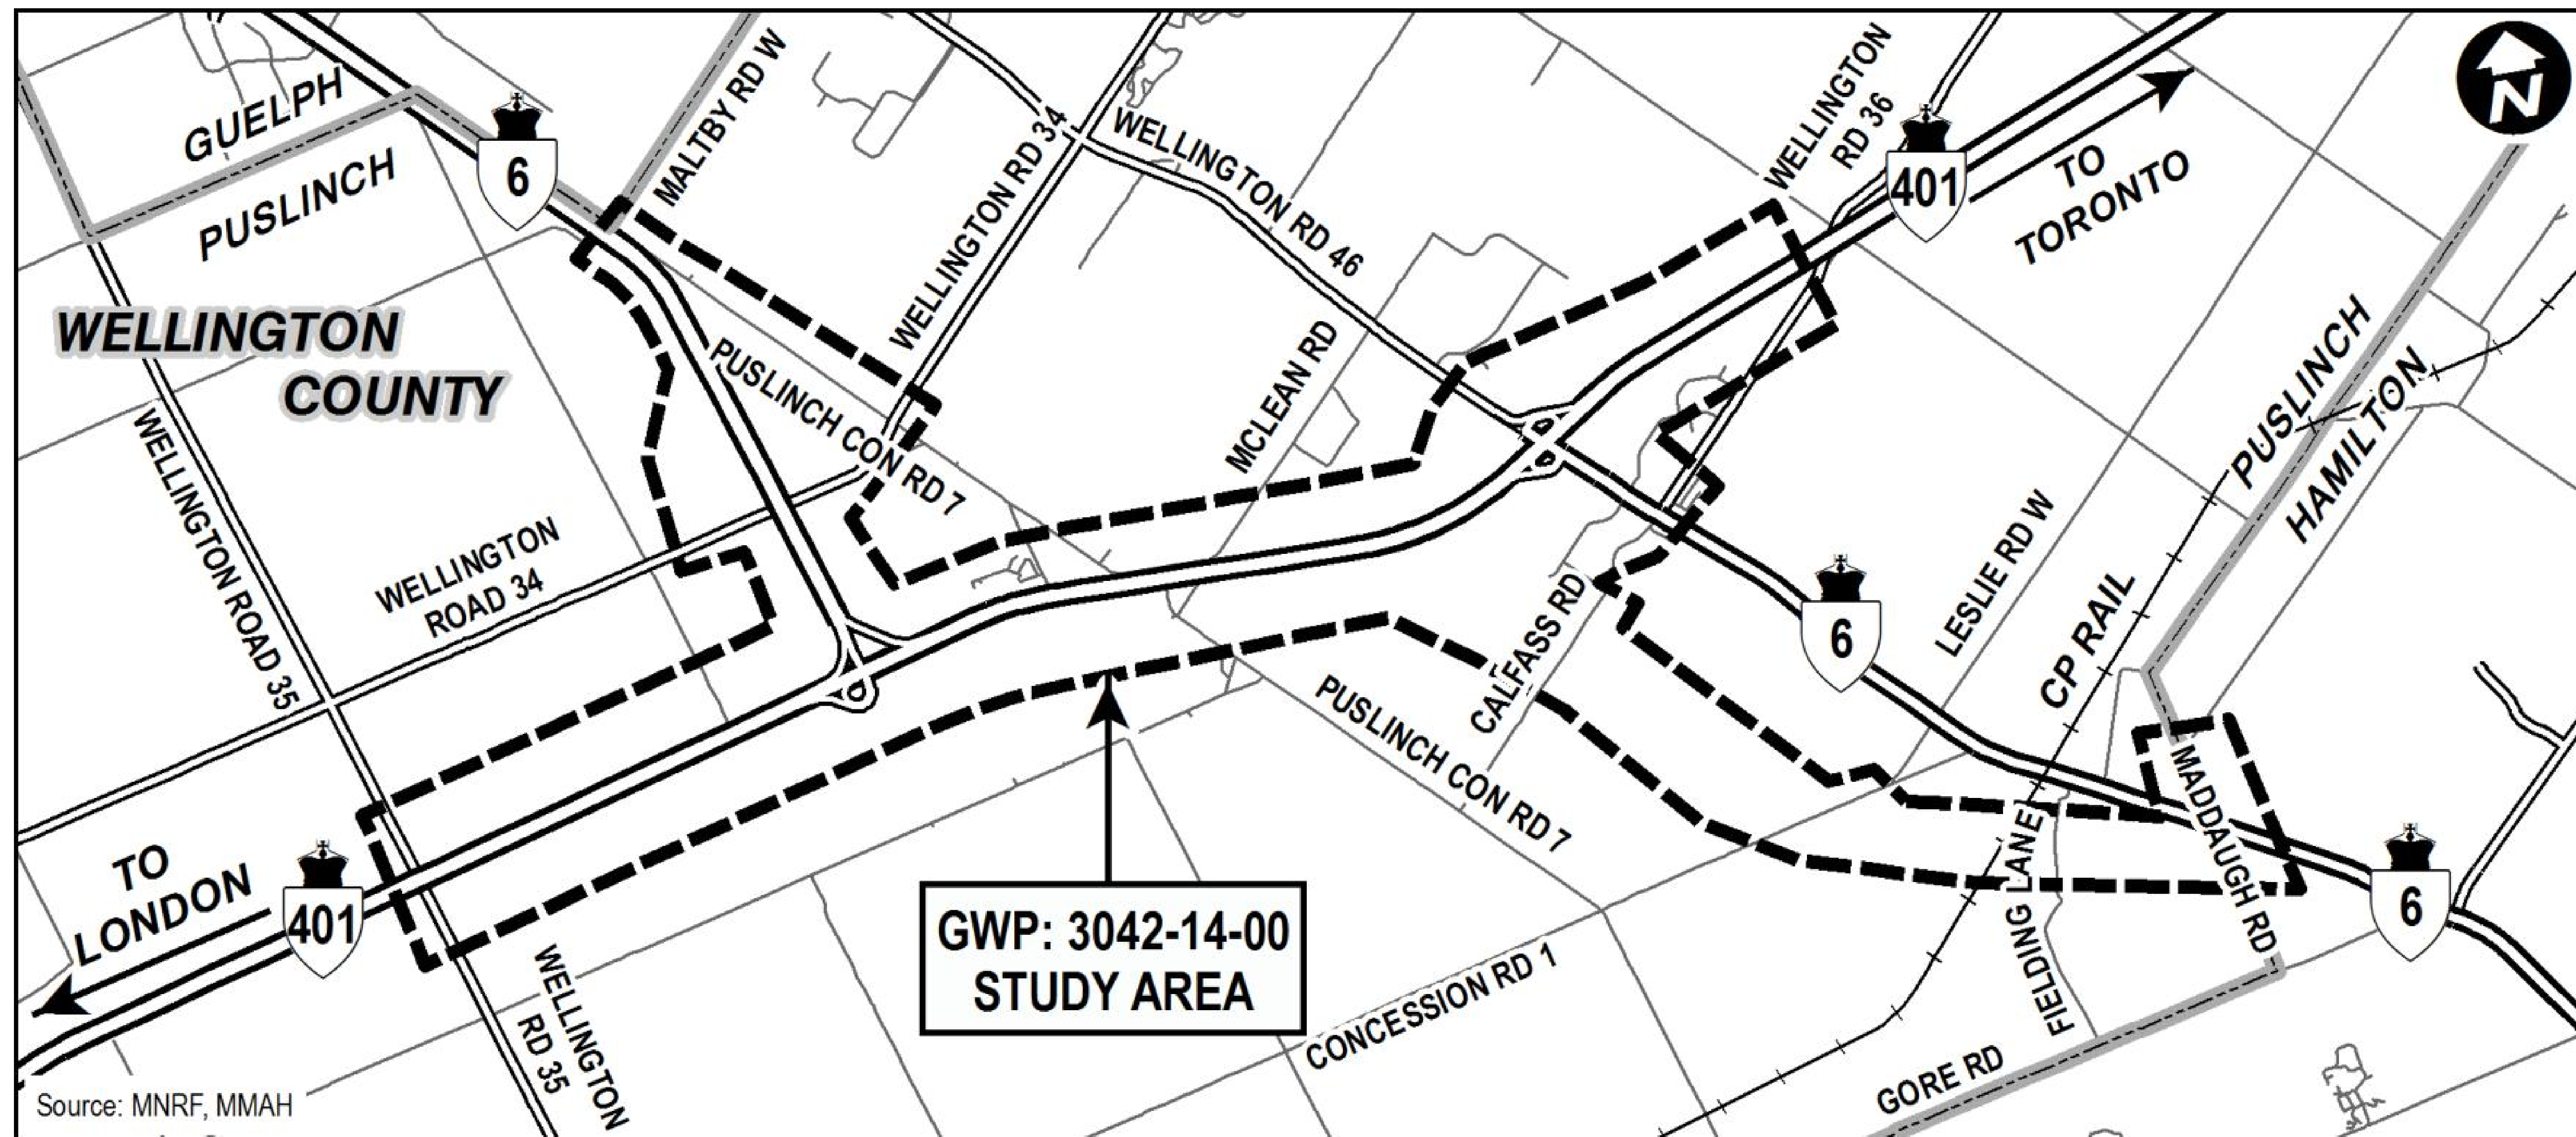 GUELPH
PUSLINCH
6
MALTBY RD W
WELLINGTON RD 34
WELLINGTON RD 46
WELLINGTON
RD 36
401
TO
TORONTO
N
WELLINGTON
COUNTY
PUSLINCH CON RD 7
MCLEAN RD
PUSLINCH
HAMILTON
WELLINGTON ROAD 35
WELLINGTON
ROAD 34
CALFASS RD
6
LESLIE RD W
CP RAIL
PUSLINCH CON RD 7
MADDAUGH RD
TO
LONDON
401
GWP: 3042-14-00
STUDY AREA
FIELDING LANE
6
WELLINGTON
RD 35
CONCESSION RD 1
GORE RD
Source: MNRF, MMAH